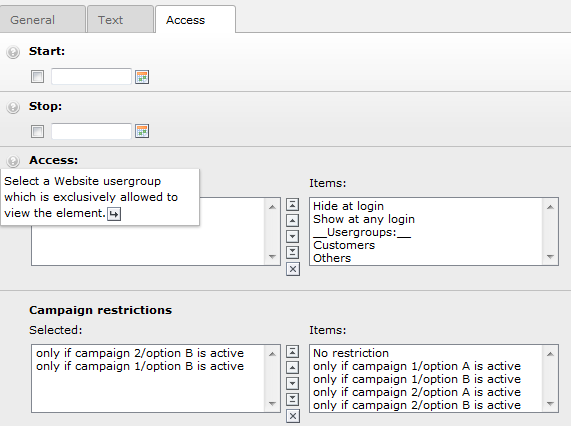 General Text Access
Start:
Stop:
Access:
Select a Website usergroup
which is exclusively allowed to
view the element.
Items:
Hide at login
Show at any login
__Usergroups:__
Customers
Others
Campaign restrictions
Selected:
only if campaign 2/option B is active
only if campaign 1/option B is active
Items:
No restriction
only if campaign 1/option A is active
only if campaign 1/option B is active
only if campaign 2/option A is active
only if campaign 2/option B is active